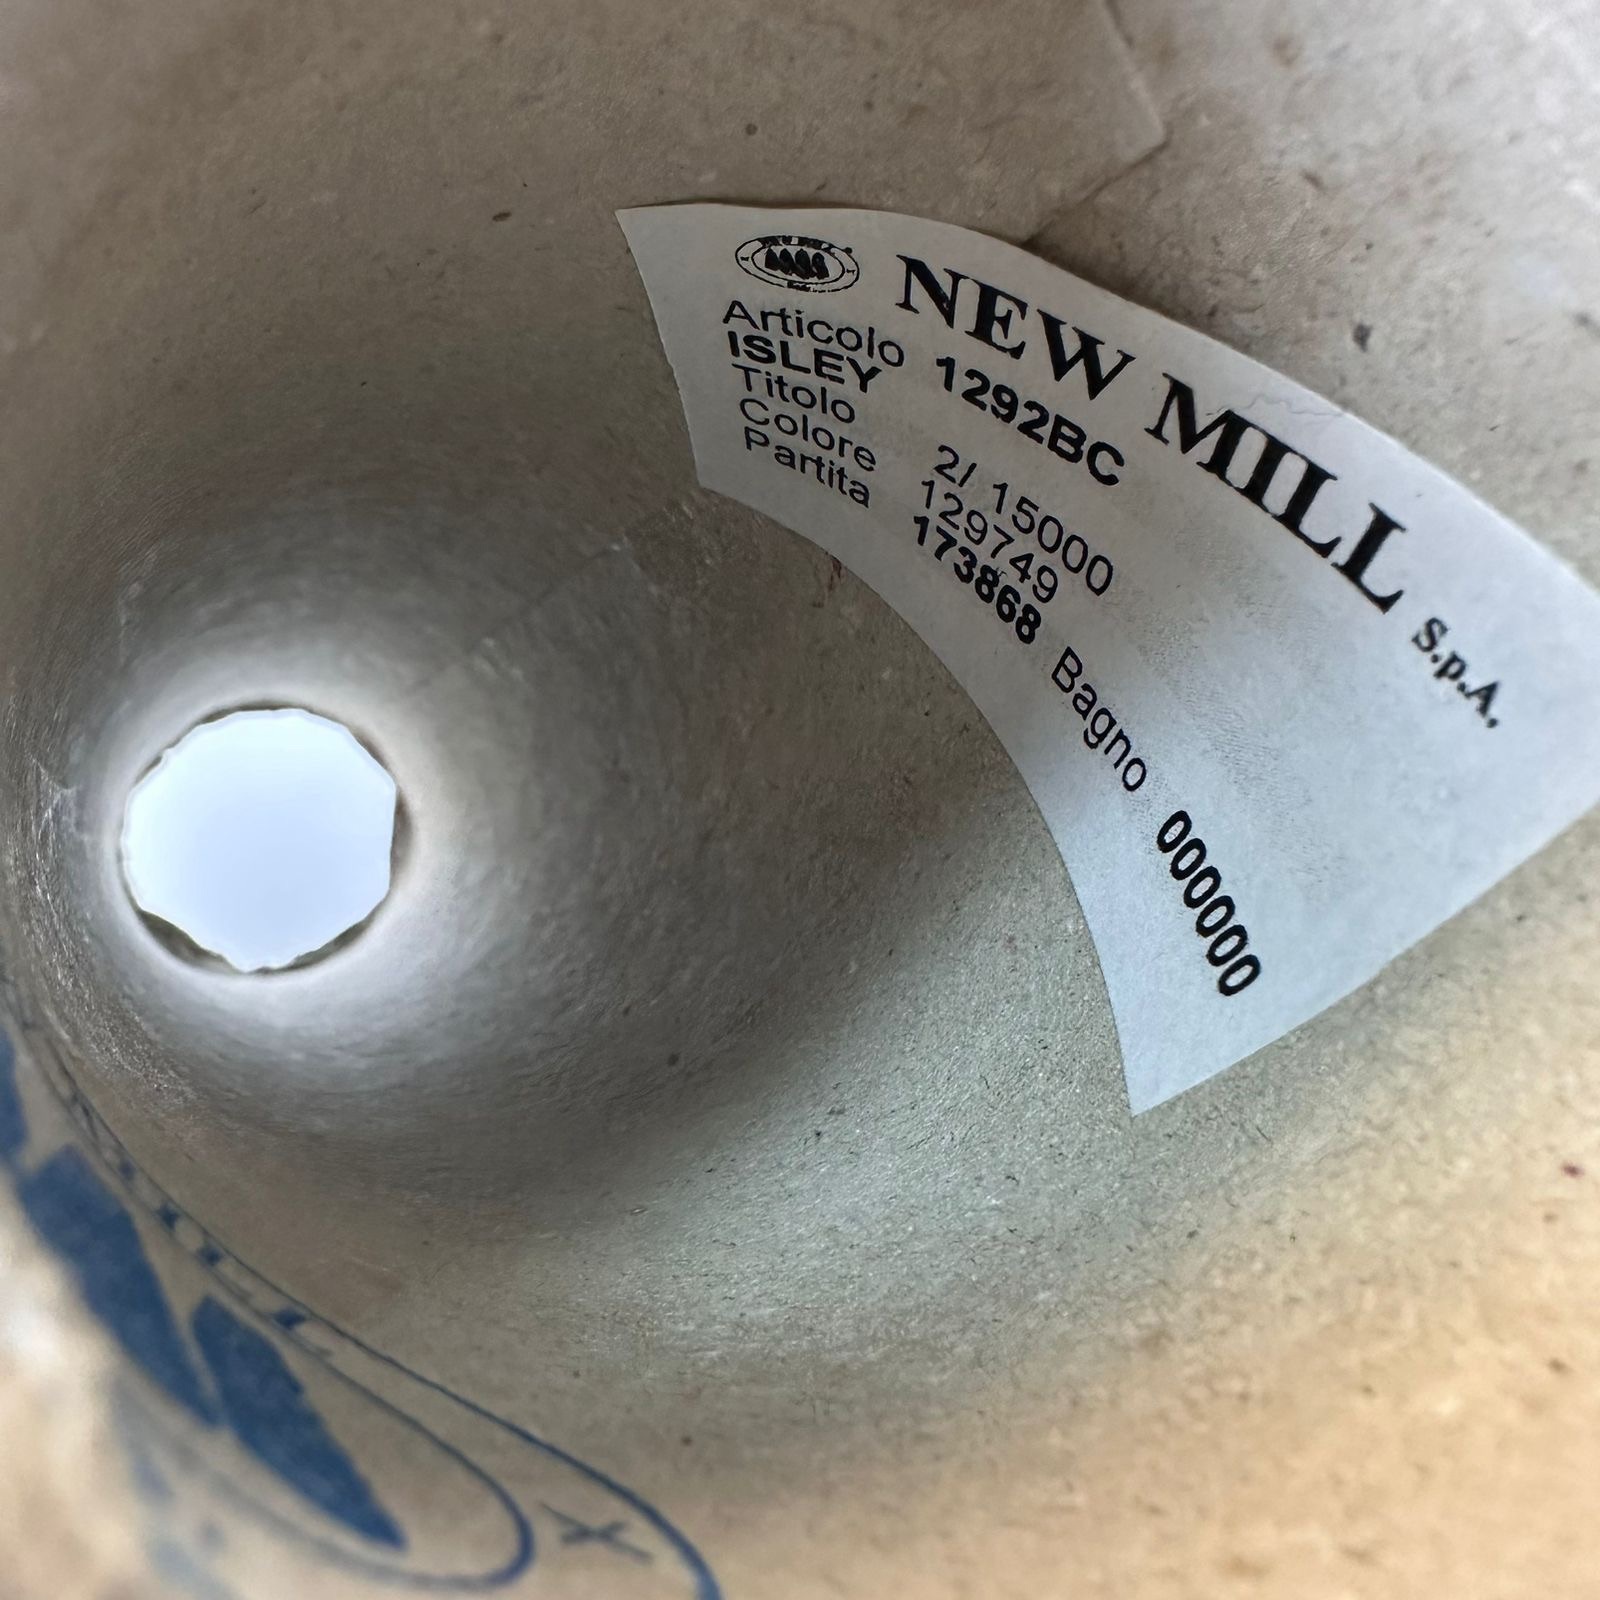 NEW MILL S.p.A.
Articolo 1292BC
ISLEY
Titolo 2/ 15000
Colore 129749
Partita 173868 Bagno 000000